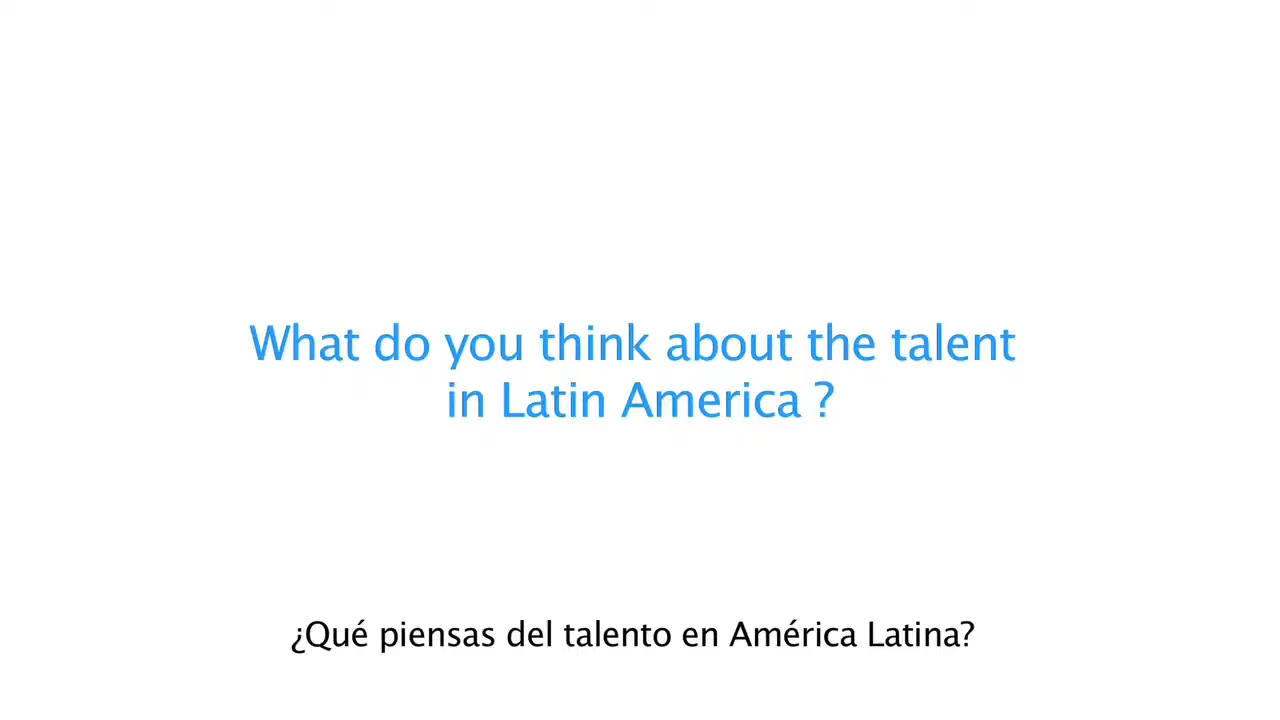 What do you think about the talent
in Latin America ?
¿Qué piensas del talento en América Latina?